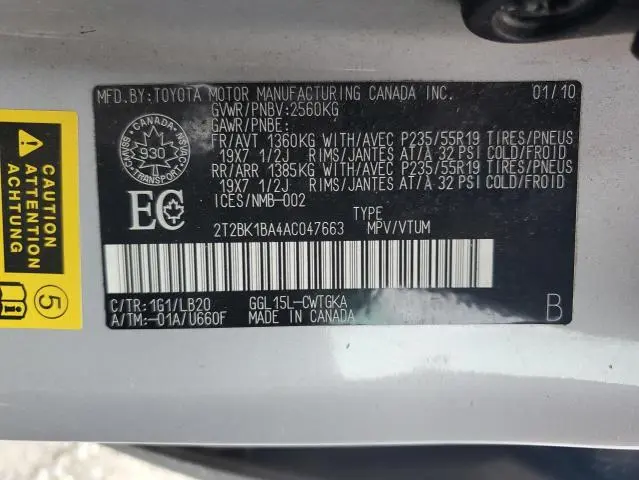 MFD.BY:TOYOTA MOTOR MANUFACTURING CANADA INC. 01/10
GVWR/PNBV:2560KG
GAWR/PNBE:
FR/AVT 1360KG WITH/AVEC P235/55R19 TIRES/PNEUS
19X7 1/2J RIMS/JANTES AT/A 32 PSI COLD/FROID
RR/ARR 1385KG WITH/AVEC P235/55R19 TIRES/PNEUS
19X7 1/2J RIMS/JANTES AT/A 32 PSI COLD/FROID
ICES/NMB-002
TYPE
2T2BK1BA4AC047663 MPV/VTUM
C/TR:1G1/LB20 GGL15L-CWTGKA
A/TM:-01A/U660F MADE IN CANADA
B
930
TRANSPORT
EC
CAUTION
ATTENTION
ACHTUNG
5